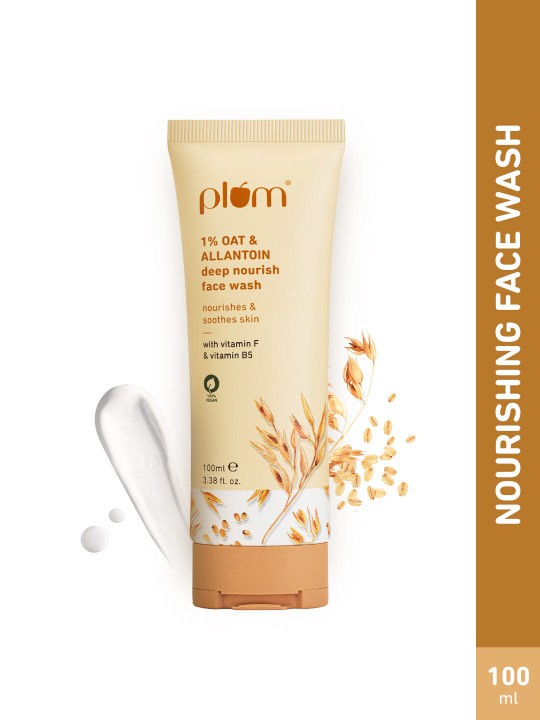 plum®
1% OAT &
ALLANTOIN
deep nourish
face wash
nourishes &
soothes skin
with vitamin F
& vitamin B5
100%
VEGAN
100ml ℮
3.38 fl. oz.
NOURISHING FACE WASH
100
ml